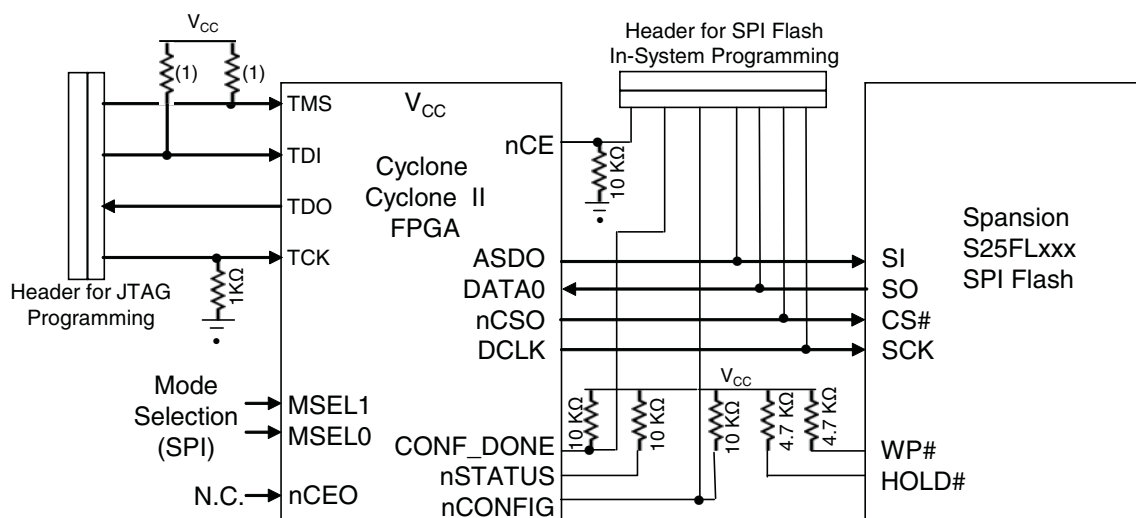 V_CC
(1)
(1)
Header for SPI Flash
In-System Programming
TMS
TDI
TDO
TCK
1KΩ
Header for JTAG
Programming
Mode
Selection
(SPI)
MSEL1
MSEL0
N.C.
nCEO
V_CC
Cyclone
Cyclone II
FPGA
nCE
10 KΩ
ASDO
DATA0
nCSO
DCLK
CONF_DONE
nSTATUS
nCONFIG
V_CC
10 KΩ
10 KΩ
10 KΩ
4.7 KΩ
4.7 KΩ
SI
SO
CS#
SCK
WP#
HOLD#
Spansion
S25FLxxx
SPI Flash